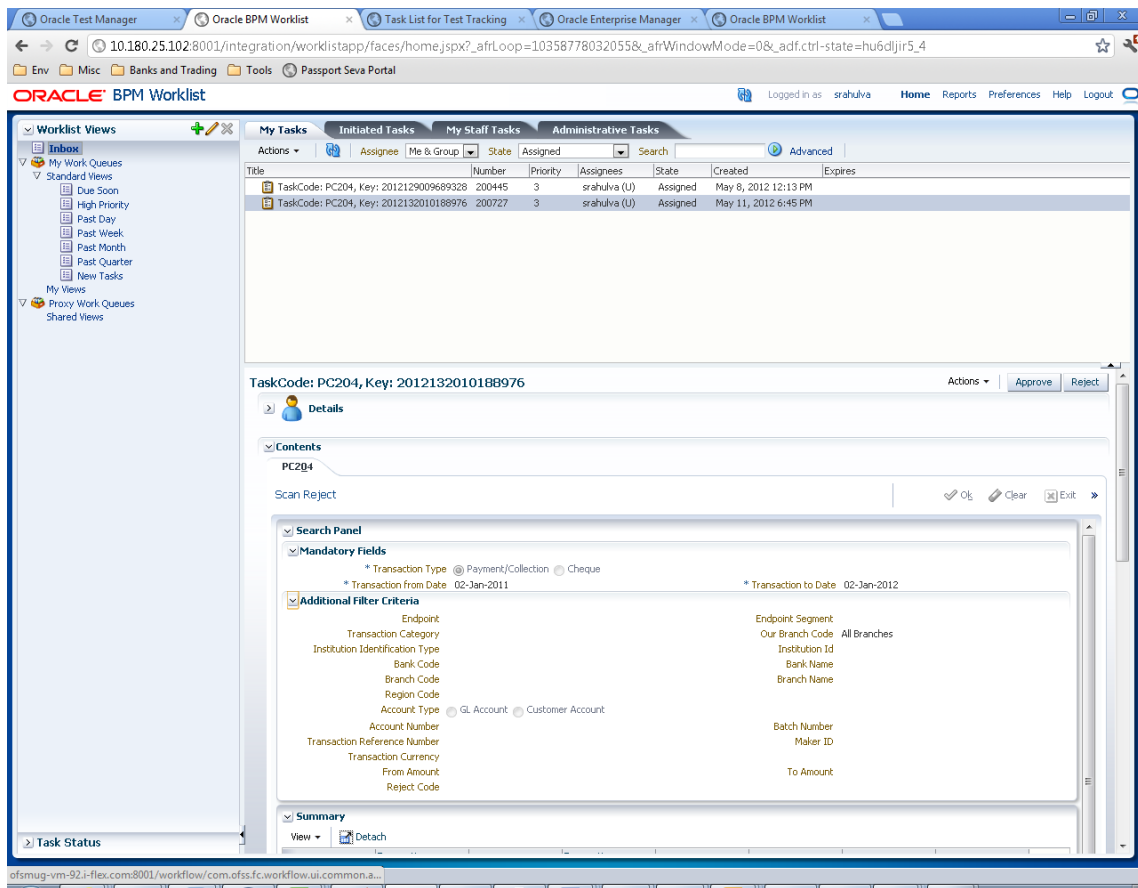 Oracle Test Manager
Oracle BPM Worklist
Task List for Test Tracking
Oracle Enterprise Manager
Oracle BPM Worklist
10.180.25.102:8001/integration/worklistapp/faces/home.jspx?_afrLoop=10358778032055&_afrWindowMode=0&_adf.ctrl-state=hu6dljir5_4
Env Misc Banks and Trading Tools Passport Seva Portal
ORACLE BPM Worklist
Logged in as srahulva Home Reports Preferences Help Logout
Worklist Views
Inbox
My Work Queues
Standard Views
Due Soon
High Priority
Past Day
Past Week
Past Month
Past Quarter
New Tasks
My Views
Proxy Work Queues
Shared Views
Task Status
My Tasks Initiated Tasks My Staff Tasks Administrative Tasks
Actions Assignee Me & Group State Assigned Search Advanced
Title Number Priority Assignees State Created Expires
TaskCode: PC204, Key: 2012129009689328 200445 3 srahulva (U) Assigned May 8, 2012 12:13 PM
TaskCode: PC204, Key: 2012132010188976 200727 3 srahulva (U) Assigned May 11, 2012 6:45 PM
TaskCode: PC204, Key: 2012132010188976
Actions Approve Reject
Details
Contents
PC204
Scan Reject
Ok Clear Exit »
Search Panel
Mandatory Fields
* Transaction Type Payment/Collection Cheque
* Transaction from Date 02-Jan-2011 * Transaction to Date 02-Jan-2012
Additional Filter Criteria
Endpoint Endpoint Segment
Transaction Category Our Branch Code All Branches
Institution Identification Type Institution Id
Bank Code Bank Name
Branch Code Branch Name
Region Code
Account Type GL Account Customer Account
Account Number Batch Number
Transaction Reference Number Maker ID
Transaction Currency
From Amount To Amount
Reject Code
Summary
View Detach
ofsmug-vm-92.i-flex.com:8001/workflow/com.ofss.fc.workflow.ui.common.a...